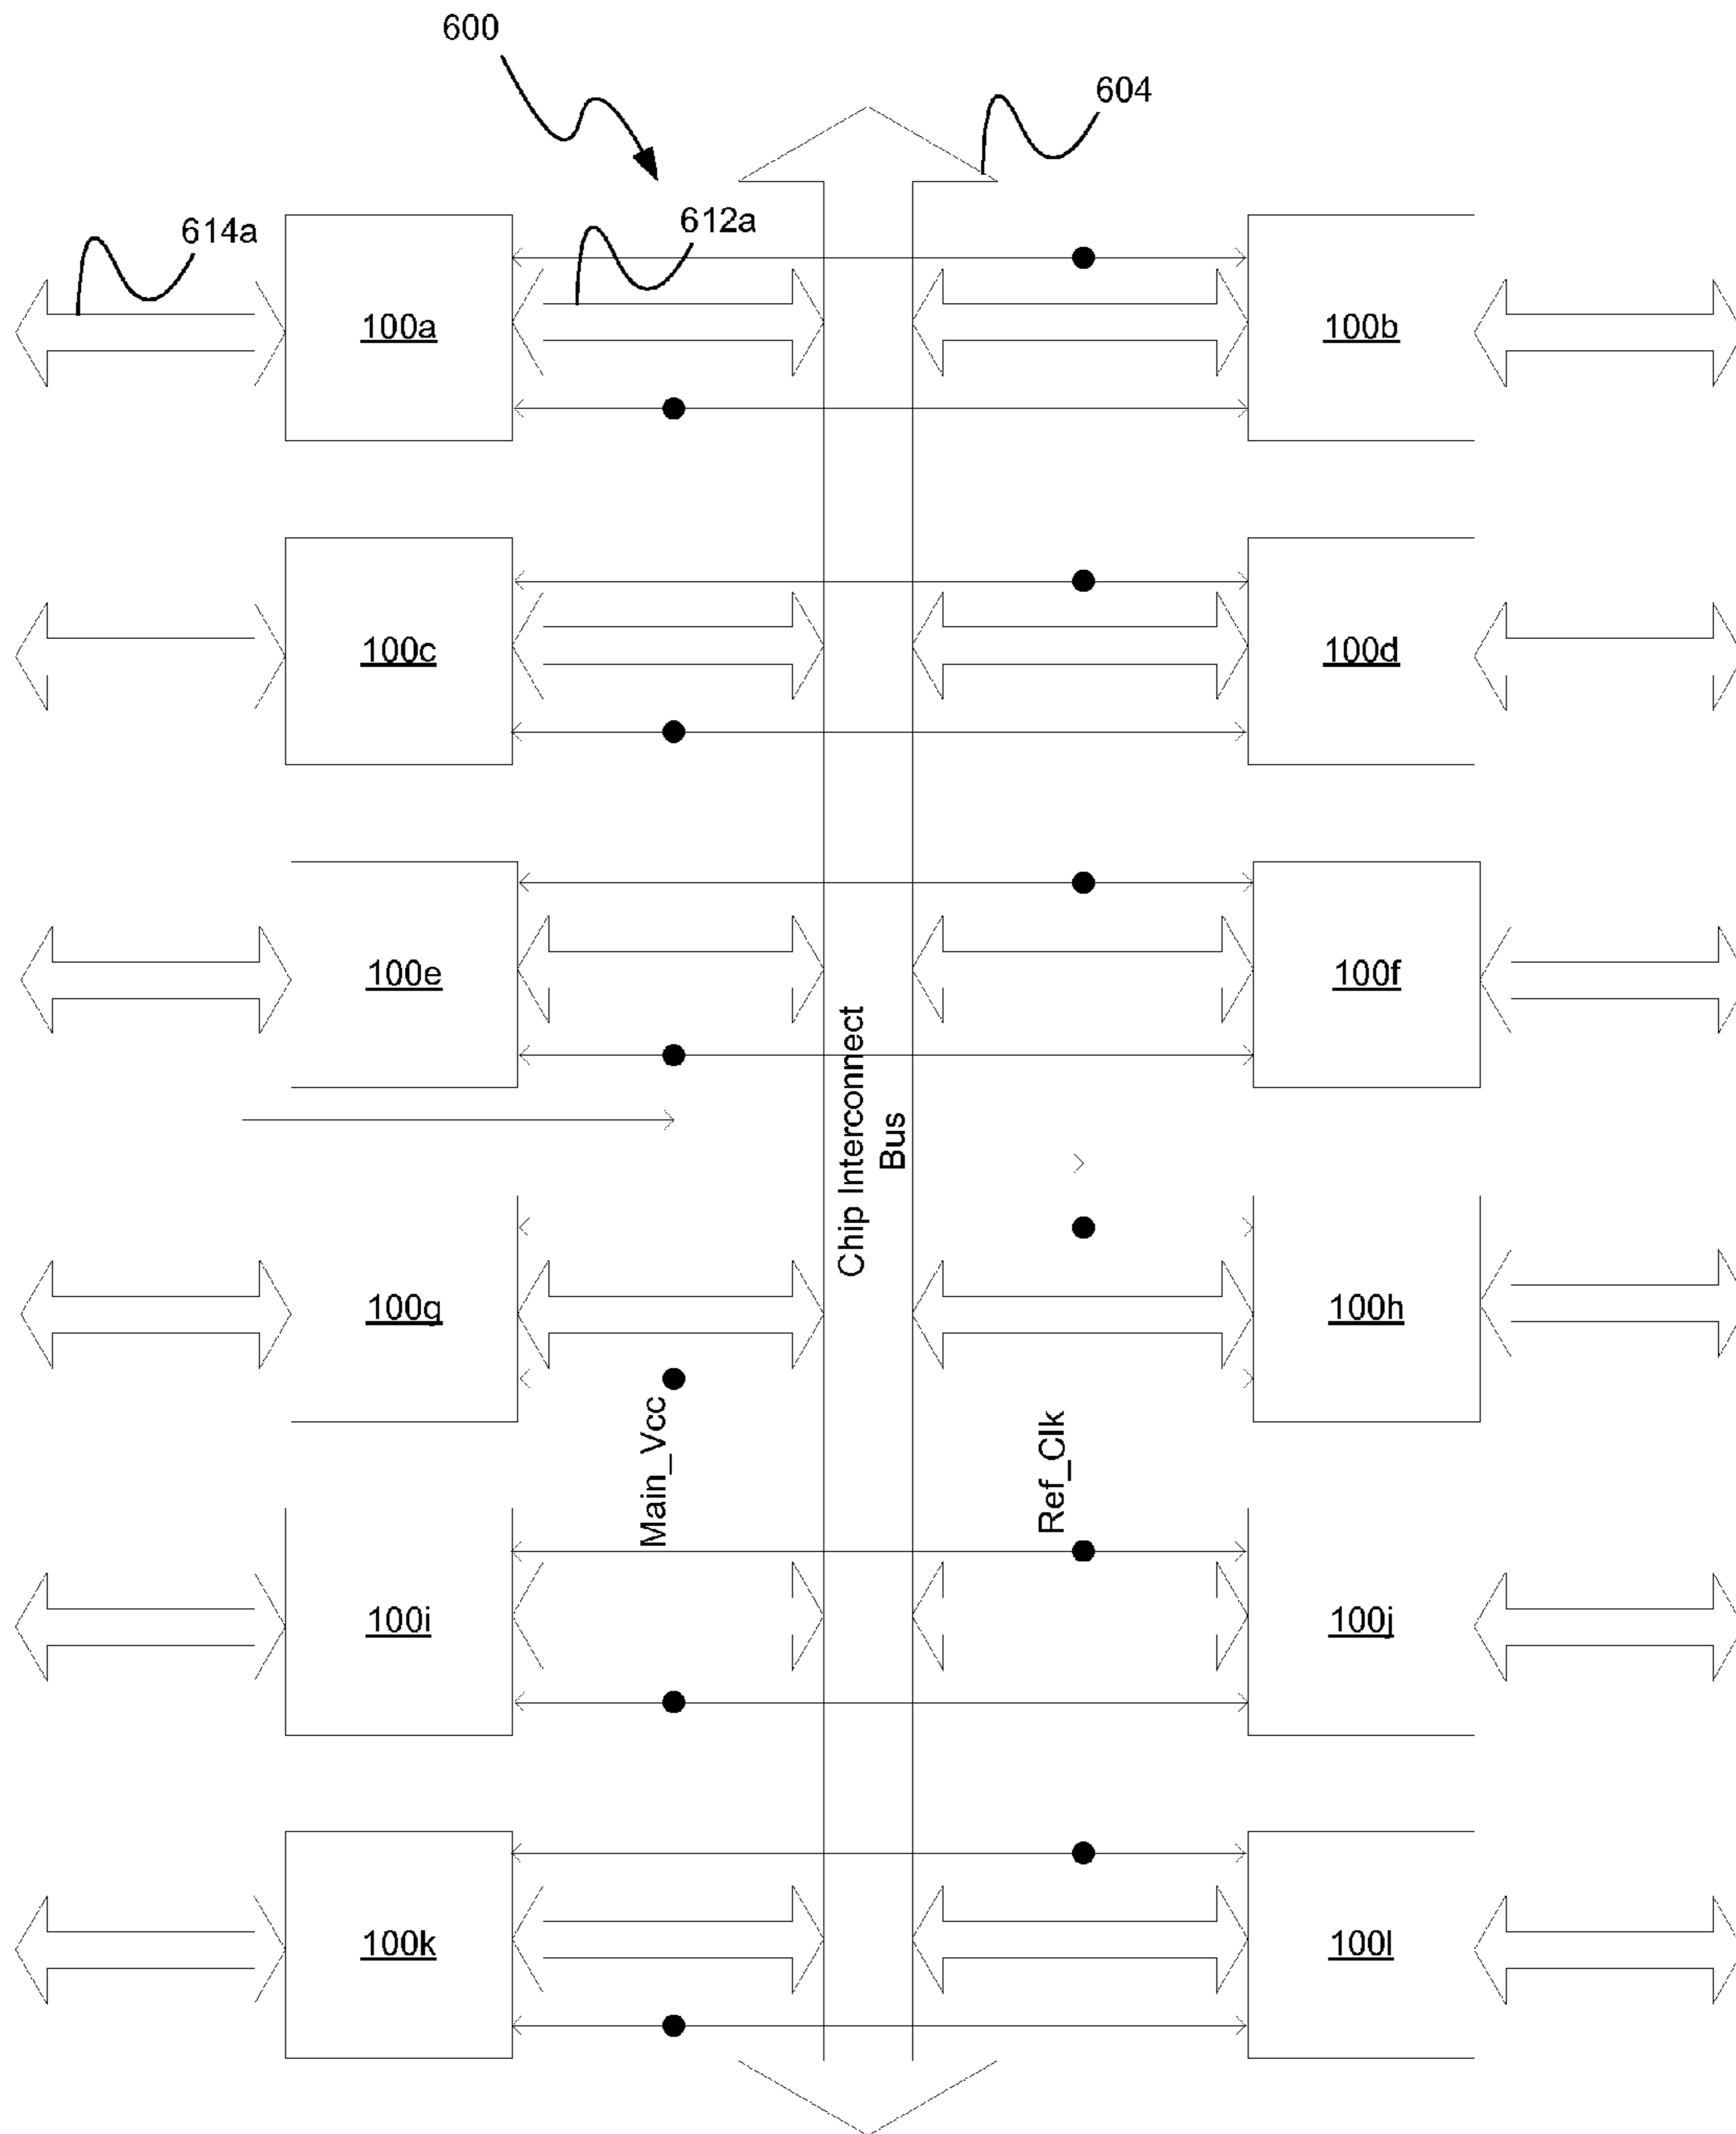 600
604
614a
612a
100a
100b
100c
100d
100e
100f
Chip Interconnect
Bus
100g
100h
Main_Vcc
Ref_Clk
100i
100j
100k
100l